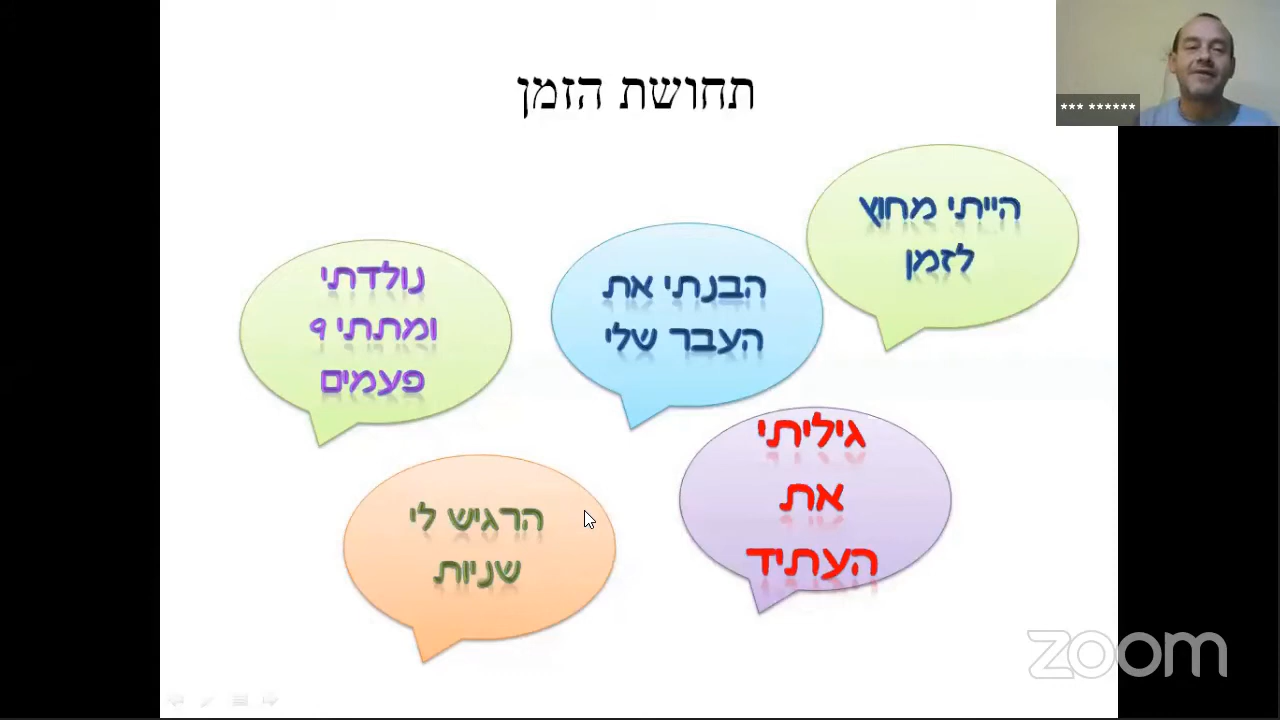 תחושת הזמן
*** ******
הייתי מחוץ
לזמן
הבנתי את
העבר שלי
נולדתי
ומתתי 9
פעמים
גיליתי
את
העתיד
הרגיש לי
שניות
zoom